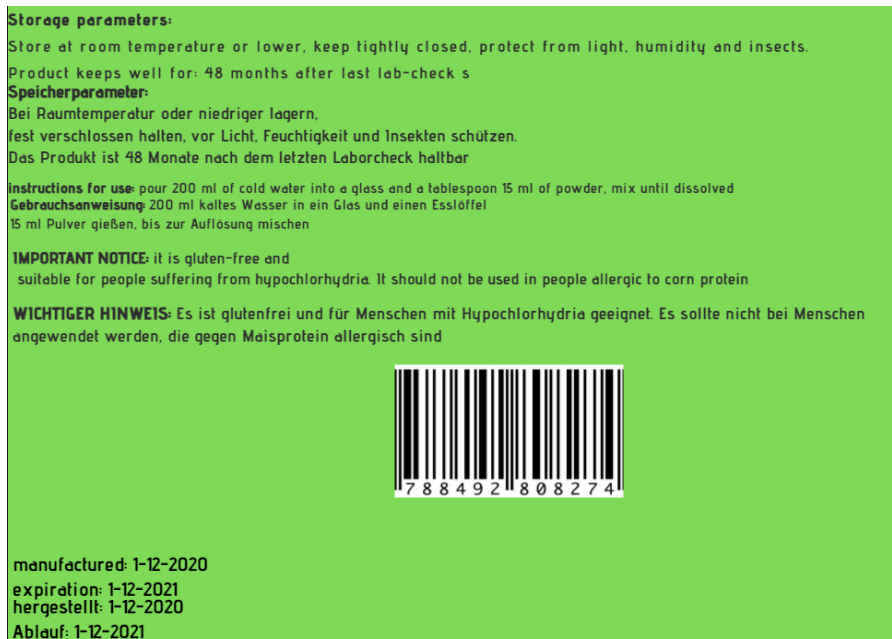 Storage parameters:
Store at room temperature or lower, keep tightly closed, protect from light, humidity and insects.
Product keeps well for: 48 months after last lab-check s
Speicherparameter:
Bei Raumtemperatur oder niedriger lagern,
fest verschlossen halten, vor Licht, Feuchtigkeit und Insekten schützen.
Das Produkt ist 48 Monate nach dem letzten Laborcheck haltbar
instructions for use: pour 200 ml of cold water into a glass and a tablespoon 15 ml of powder, mix until dissolved
Gebrauchsanweisung: 200 ml kaltes Wasser in ein Glas und einen Esslöffel
15 ml Pulver gießen, bis zur Auflösung mischen
IMPORTANT NOTICE: it is gluten-free and
suitable for people suffering from hypochlorhydria. It should not be used in people allergic to corn protein
WICHTIGER HINWEIS: Es ist glutenfrei und für Menschen mit Hypochlorhydria geeignet. Es sollte nicht bei Menschen
angewendet werden, die gegen Maisprotein allergisch sind
788492 808274
manufactured: 1-12-2020
expiration: 1-12-2021
hergestellt: 1-12-2020
Ablauf: 1-12-2021